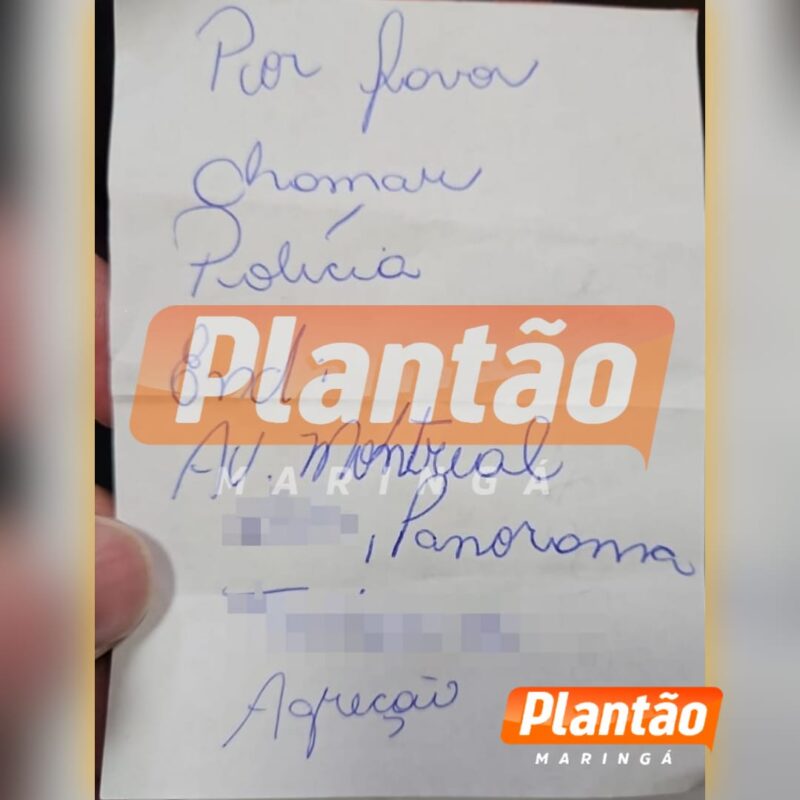 Por favor
chamar
Polícia
End:
Plantão
Av. Montreal
MARINGÁ
, Panorama
Agreção
Plantão
MARINGÁ